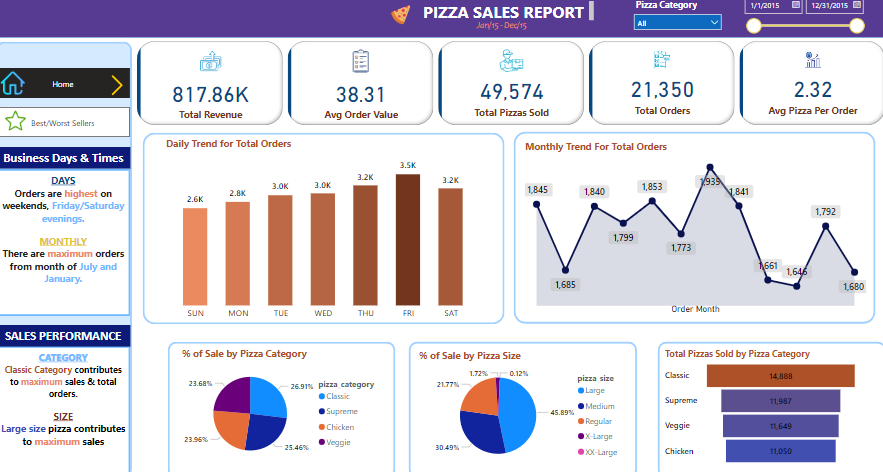 PIZZA SALES REPORT
Jan/15 - Dec/15
Pizza Category
All
1/1/2015
12/31/2015
Home
Best/Worst Sellers
Business Days & Times
DAYS
Orders are highest on
weekends, Friday/Saturday
evenings.
MONTHLY
There are maximum orders
from month of July and
January.
SALES PERFORMANCE
CATEGORY
Classic Category contributes
to maximum sales & total
orders.
SIZE
Large size pizza contributes
to maximum sales
817.86K
Total Revenue
38.31
Avg Order Value
49,574
Total Pizzas Sold
21,350
Total Orders
2.32
Avg Pizza Per Order
Daily Trend for Total Orders
2.6K
2.8K
3.0K
3.0K
3.2K
3.5K
3.2K
SUN
MON
TUE
WED
THU
FRI
SAT
Monthly Trend For Total Orders
1,845
1,685
1,840
1,799
1,853
1,773
1,935
1,841
1,661
1,646
1,792
1,680
Order Month
% of Sale by Pizza Category
23.68%
26.91%
23.96%
25.46%
pizza category
Classic
Supreme
Chicken
Veggie
% of Sale by Pizza Size
1.72%
0.12%
21.77%
45.89%
30.49%
pizza size
Large
Medium
Regular
X-Large
XX-Large
Total Pizzas Sold by Pizza Category
Classic
14,888
Supreme
11,987
Veggie
11,649
Chicken
11,050